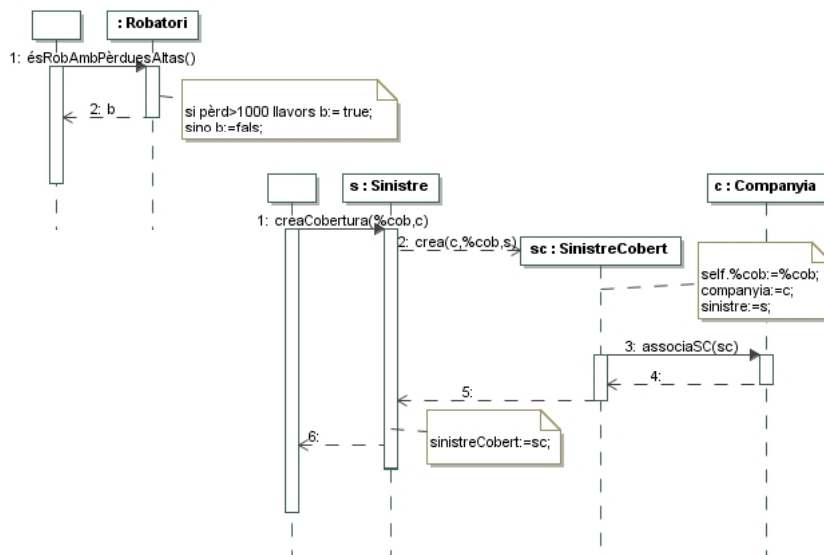 : Robatori
1: ésRobAmbPèrduesAltas()
si pèrd>1000 llavors b:= true;
sino b:=fals;
2: b
s : Sinistre
c : Companyia
1: creaCobertura(%cob,c)
2: crea(c,%cob,s)
sc : SinistreCobert
self.%cob:=%cob;
companyia:=c;
sinistre:=s;
3: associaSC(sc)
4:
5:
6:
sinistreCobert:=sc;